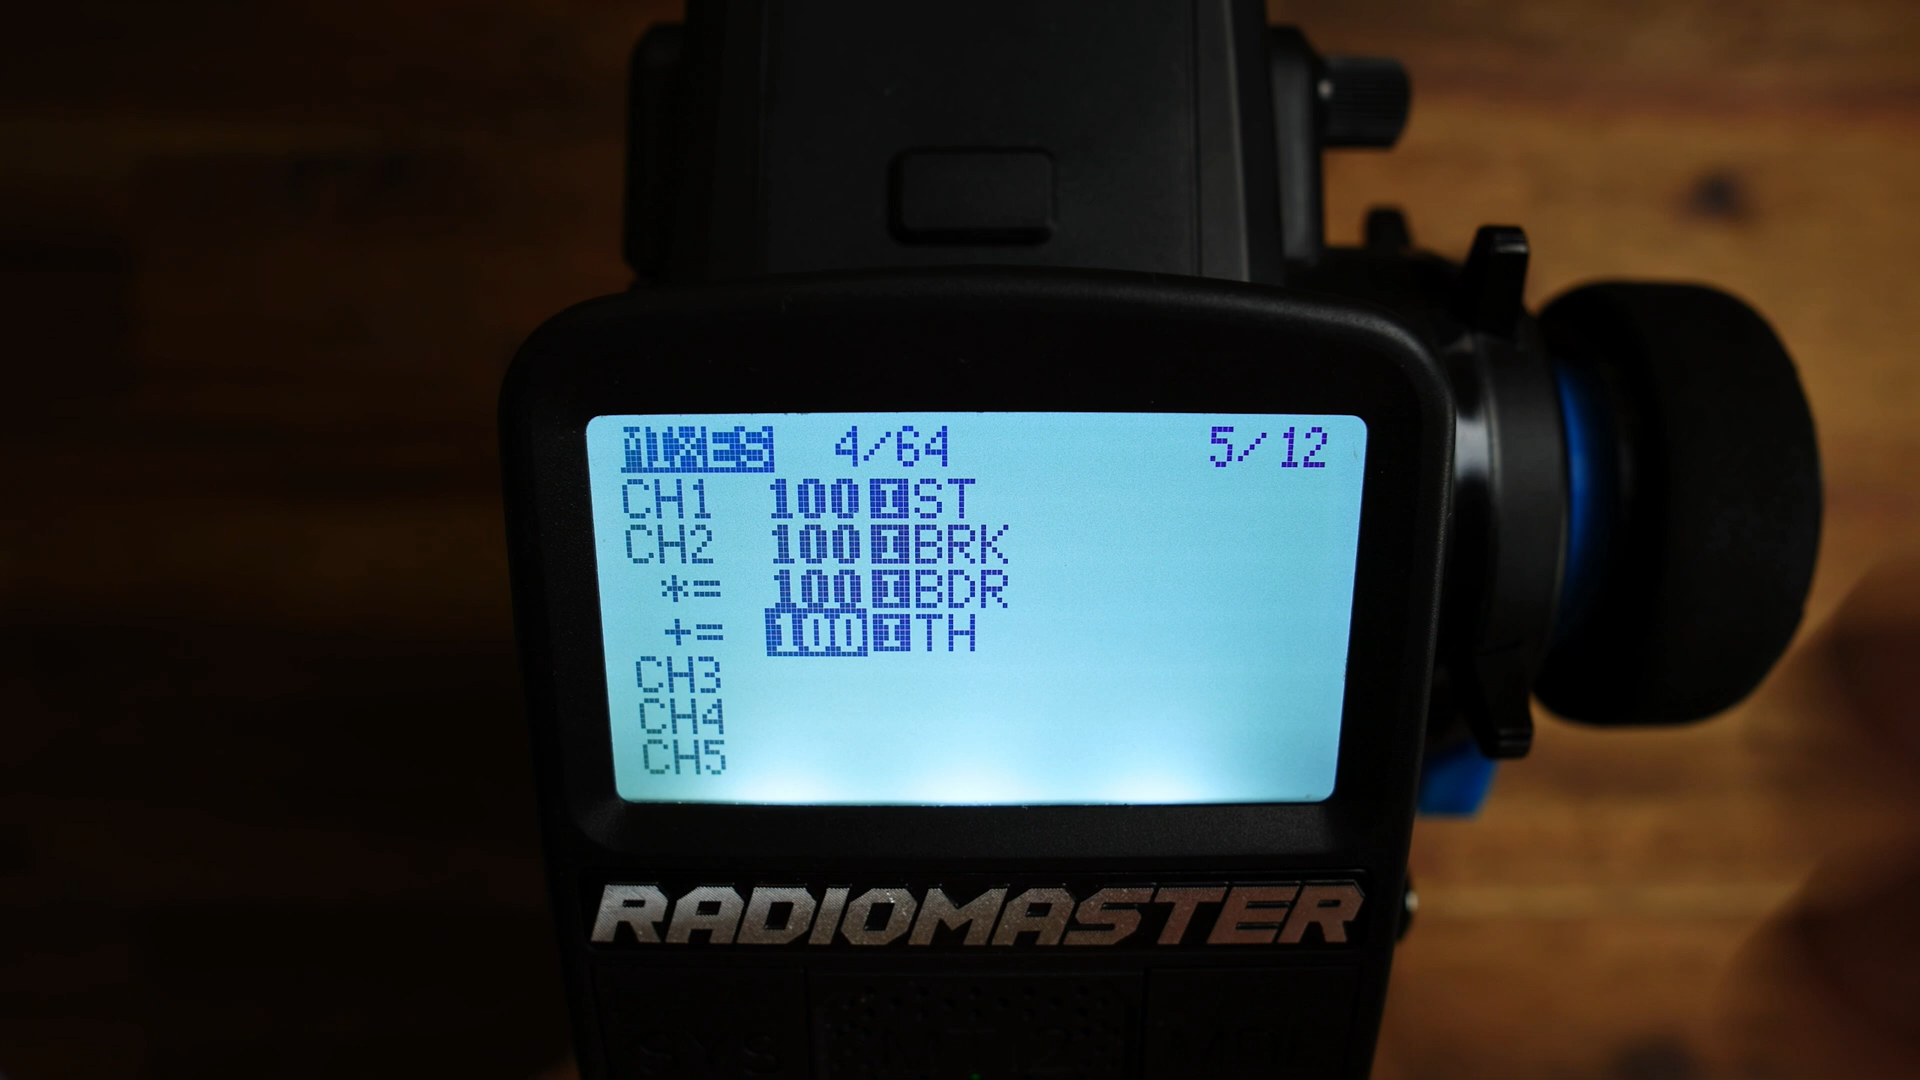 MIXES 4/64 5/12
CH1 100 I ST
CH2 100 I BRK
*= 100 I BDR
+= 100 I TH
CH3
CH4
CH5
RADIOMASTER
SYS